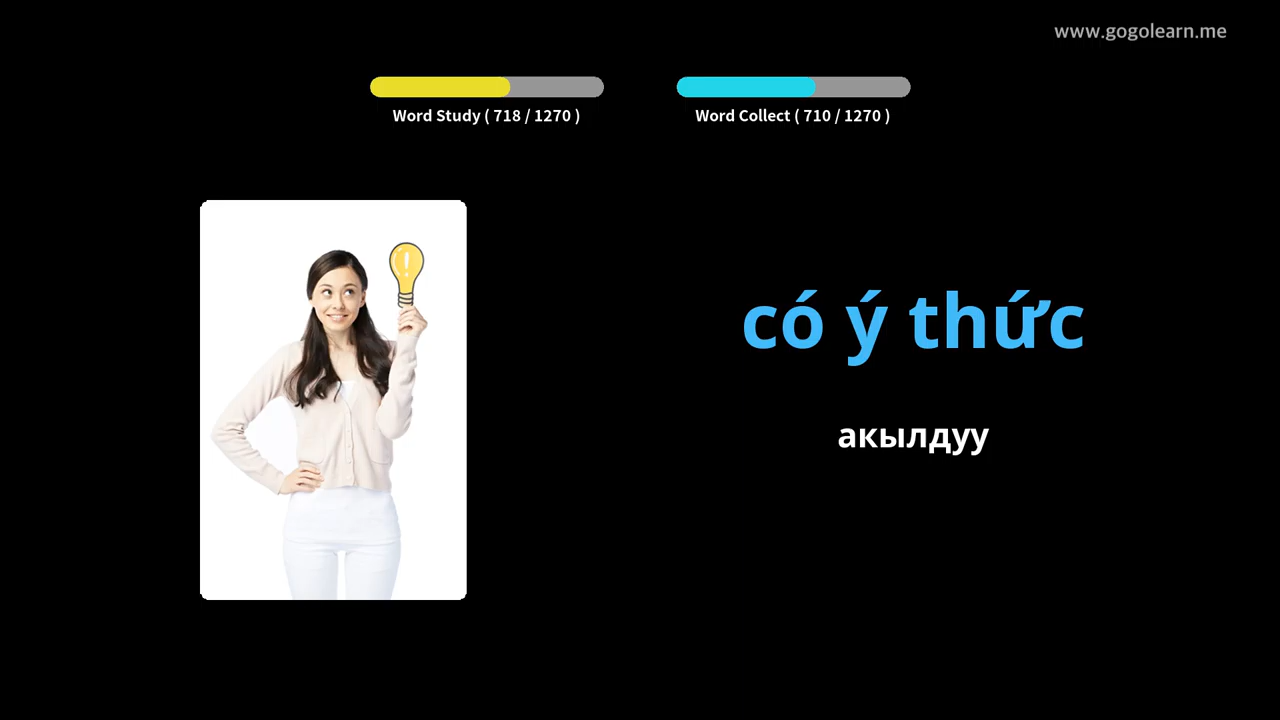 www.gogolearn.me
Word Study ( 718 / 1270 )
Word Collect ( 710 / 1270 )
có ý thức
акылдуу